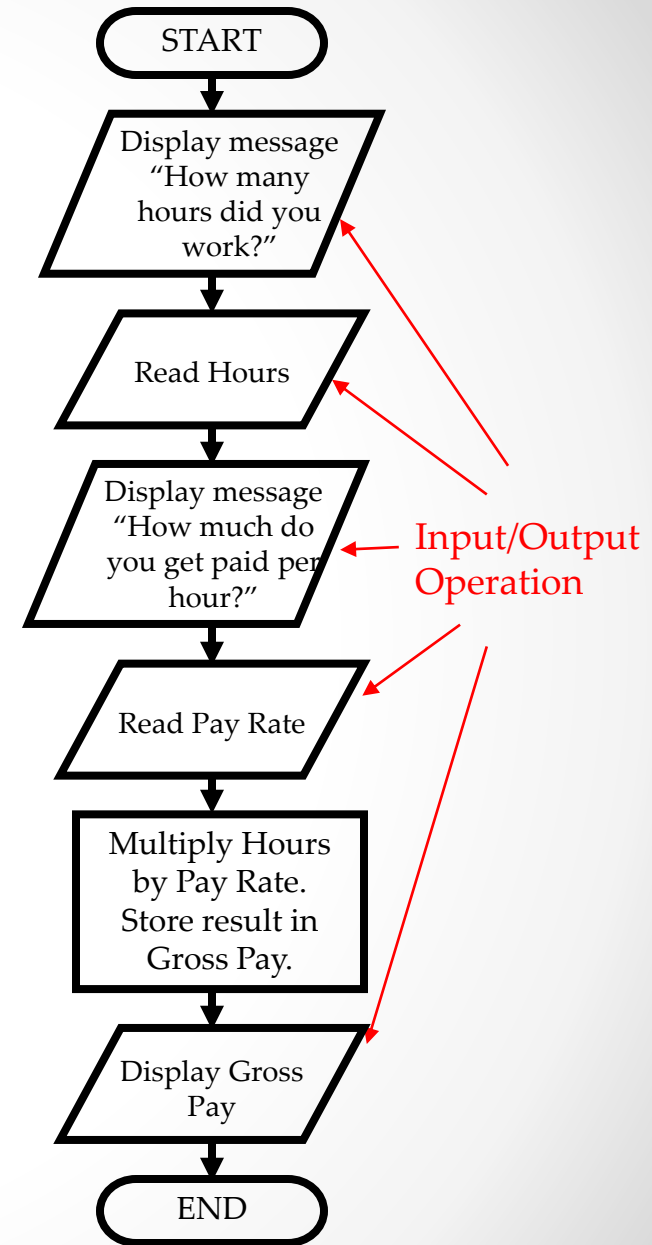 START
Display message
“How many
hours did you
work?”
Read Hours
Display message
“How much do
you get paid per
hour?”
Input/Output
Operation
Read Pay Rate
Multiply Hours
by Pay Rate.
Store result in
Gross Pay.
Display Gross
Pay
END